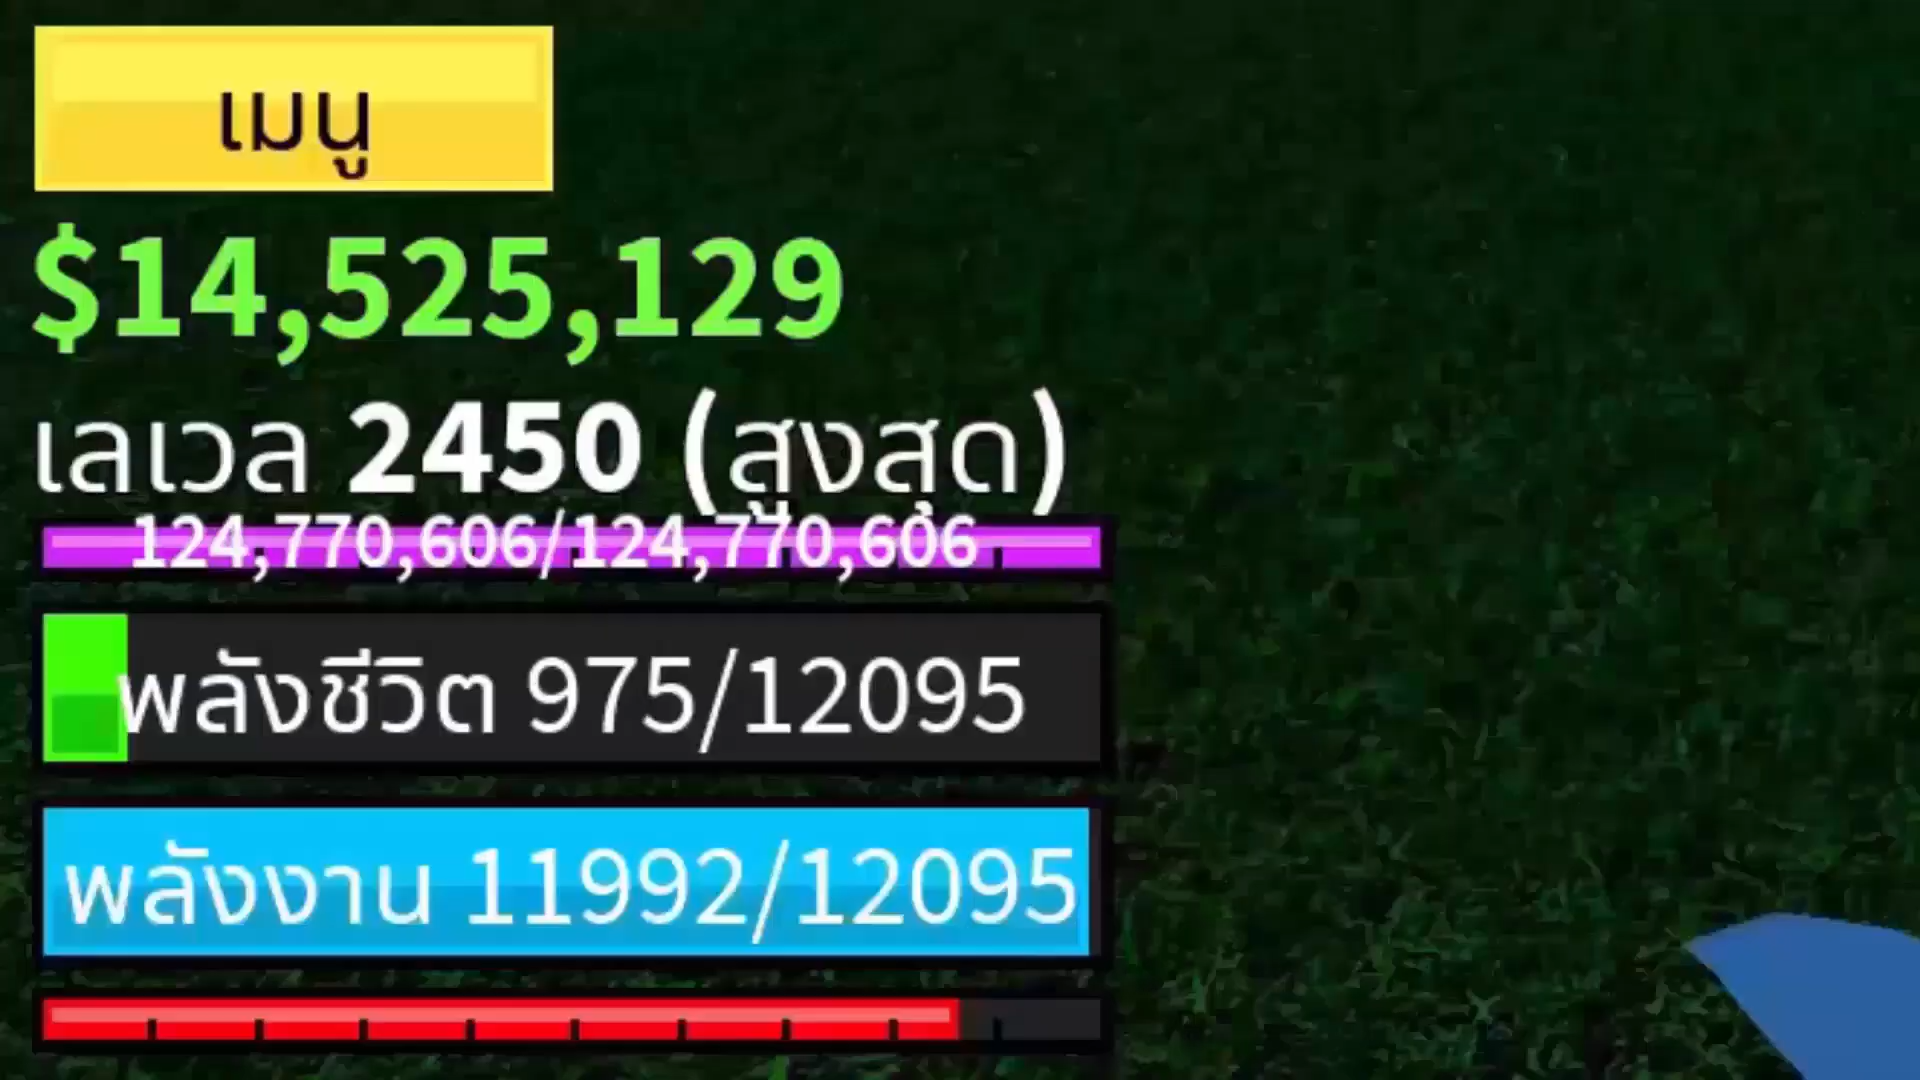 เมนู
$14,525,129
เลเวล 2450 (สูงสุด)
124,770,606/124,770,606
พลังชีวิต 975/12095
พลังงาน 11992/12095